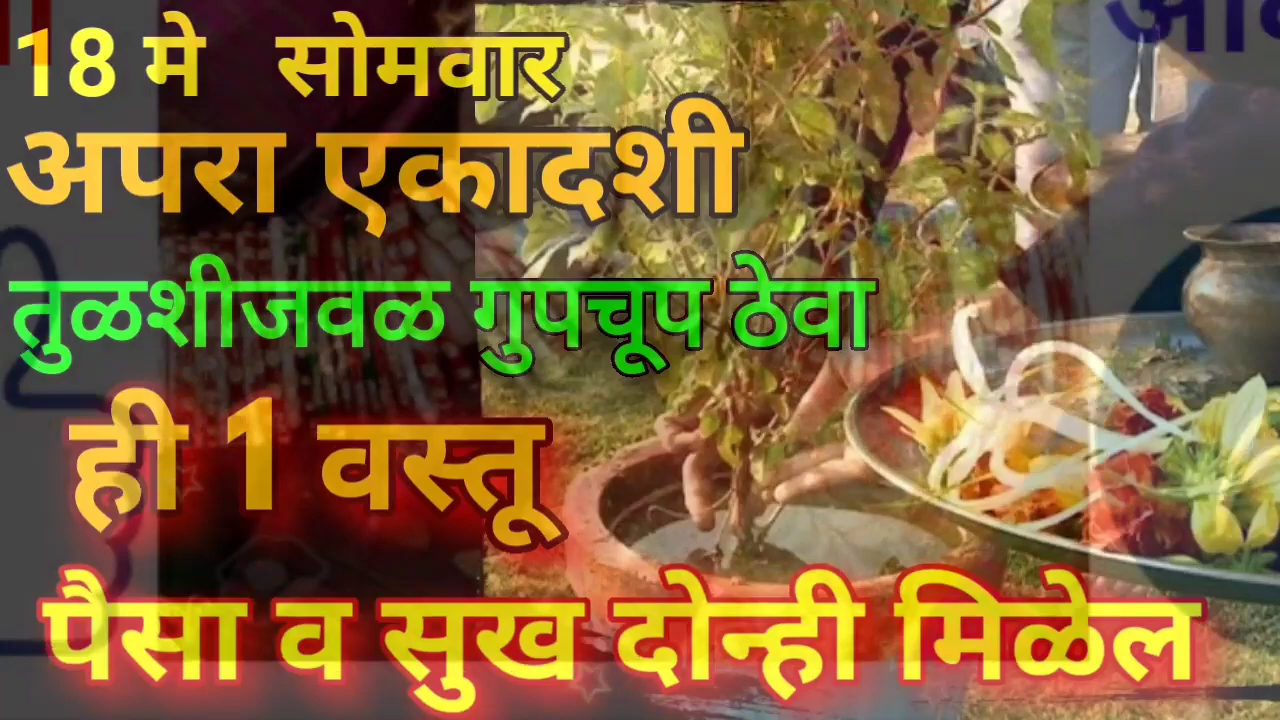 18 मे सोमवार
अपरा एकादशी
तुळशीजवळ गुपचूप ठेवा
ही 1 वस्तू
पैसा व सुख दोन्ही मिळेल